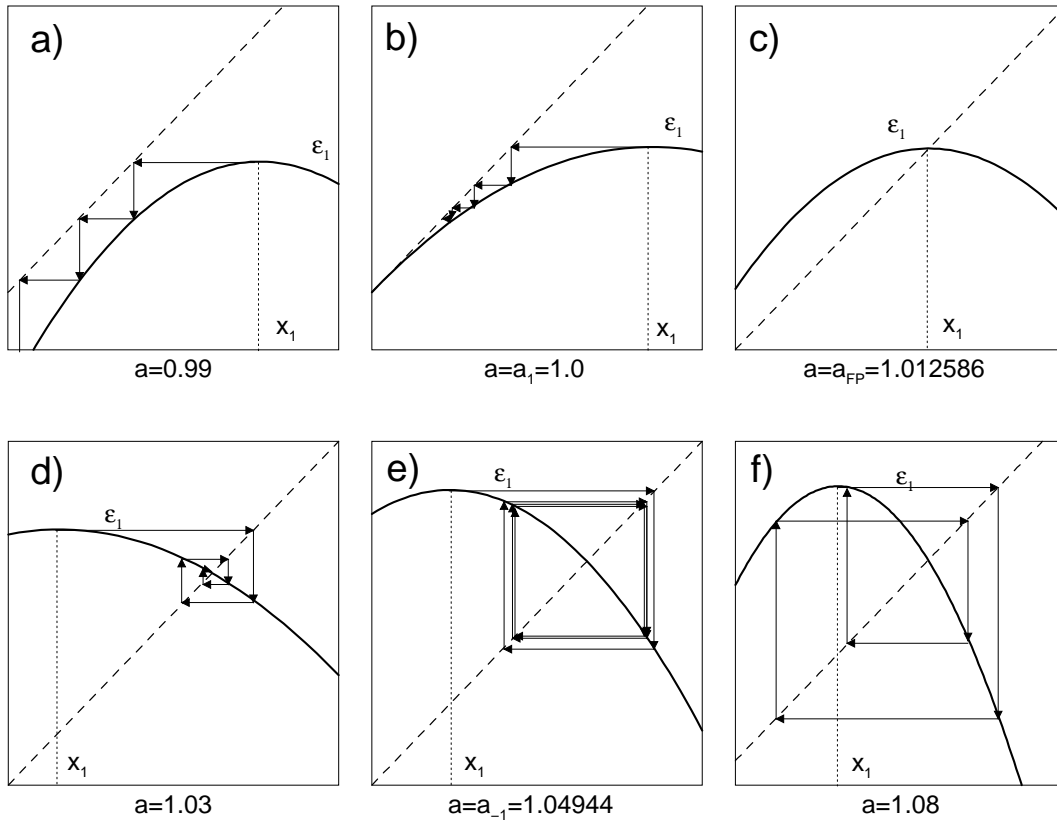 a)
ε₁
x₁
a=0.99
b)
ε₁
x₁
a=a₁=1.0
c)
ε₁
x₁
a=a_FP=1.012586
d)
ε₁
x₁
a=1.03
e)
ε₁
x₁
a=a₋₁=1.04944
f)
ε₁
x₁
a=1.08